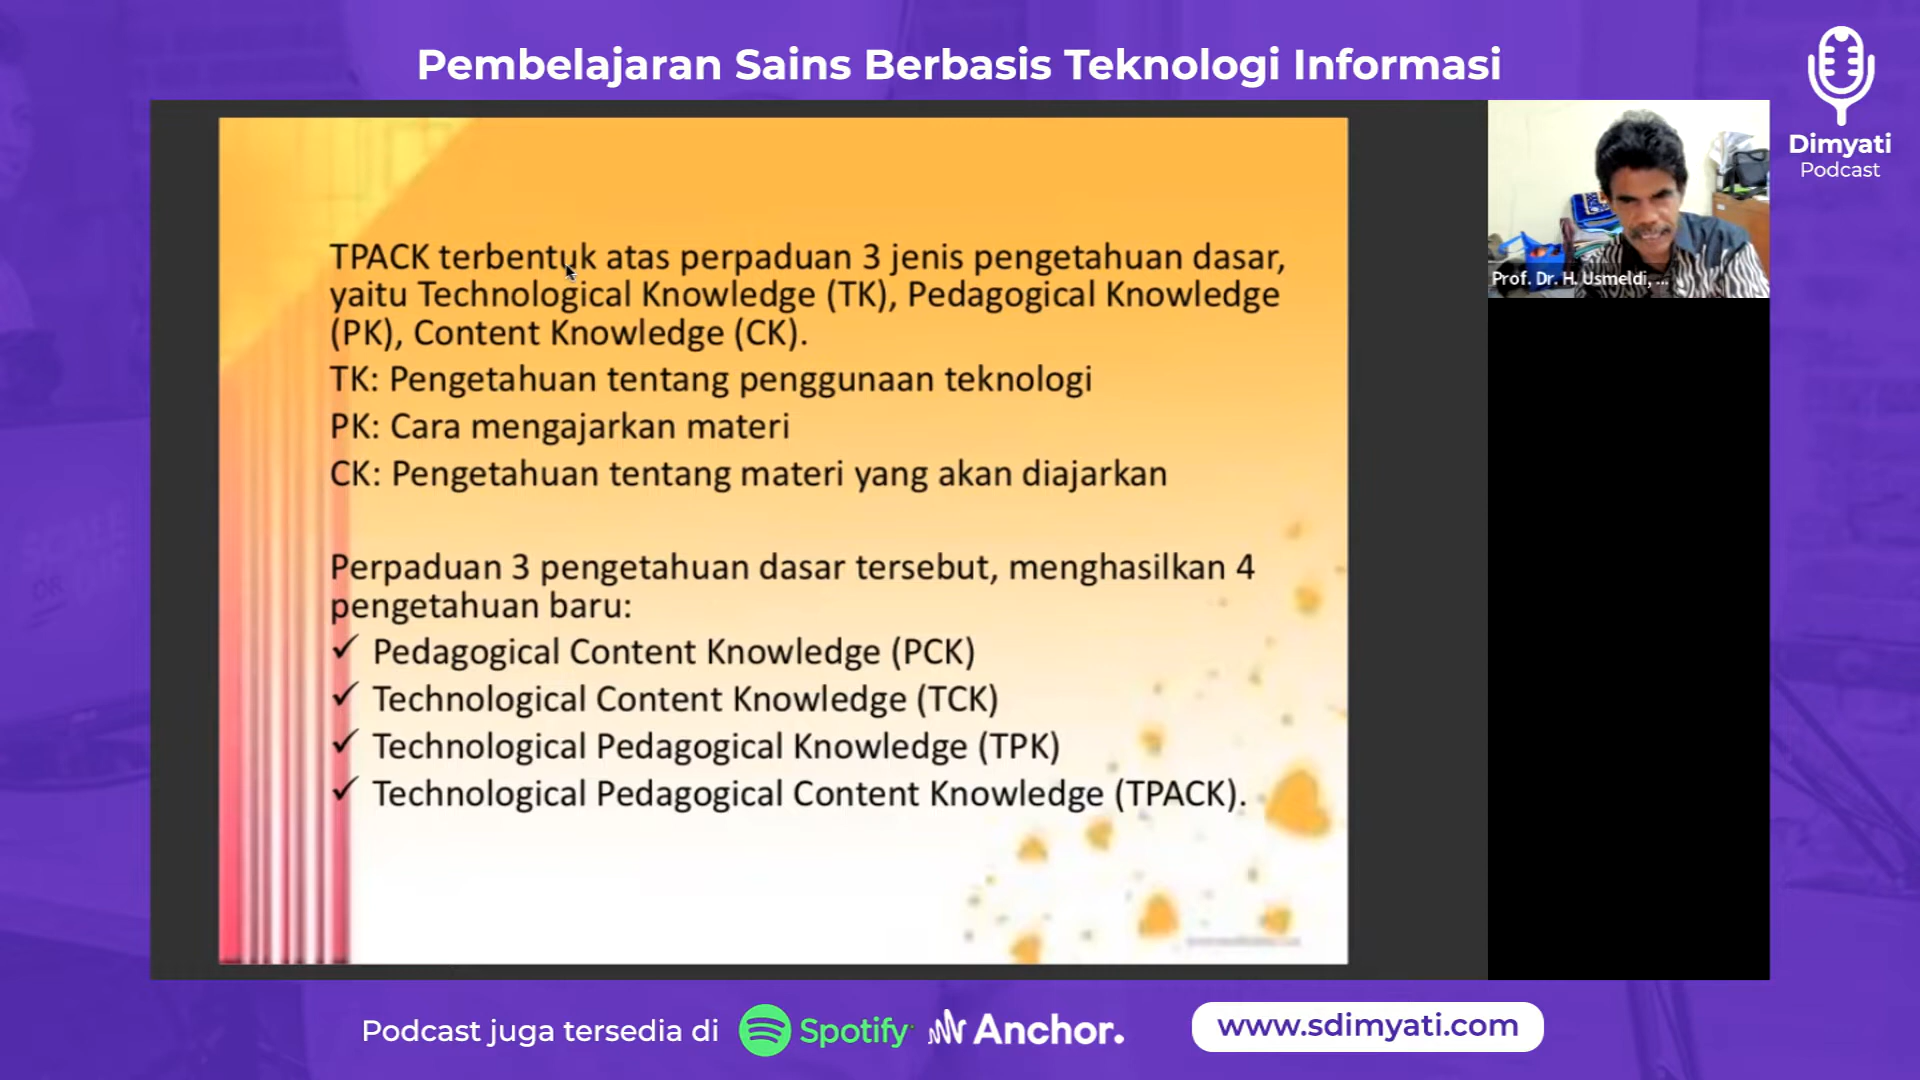 Pembelajaran Sains Berbasis Teknologi Informasi
Dimyati
Podcast
TPACK terbentuk atas perpaduan 3 jenis pengetahuan dasar,
yaitu Technological Knowledge (TK), Pedagogical Knowledge
(PK), Content Knowledge (CK).
TK: Pengetahuan tentang penggunaan teknologi
PK: Cara mengajarkan materi
CK: Pengetahuan tentang materi yang akan diajarkan
Perpaduan 3 pengetahuan dasar tersebut, menghasilkan 4
pengetahuan baru:
✓ Pedagogical Content Knowledge (PCK)
✓ Technological Content Knowledge (TCK)
✓ Technological Pedagogical Knowledge (TPK)
✓ Technological Pedagogical Content Knowledge (TPACK).
Prof. Dr. H. Usmeldi, ...
Podcast juga tersedia di Spotify Anchor.
www.sdimyati.com